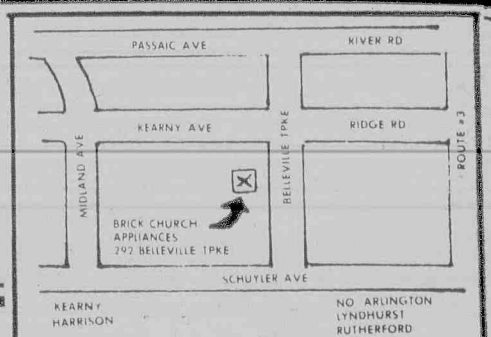 PASSAIC AVE
RIVER RD
KEARNY AVE
RIDGE RD
MIDLAND AVE
BELLEVILLE TPKE
ROUTE #3
BRICK CHURCH
APPLIANCES
292 BELLEVILLE TPKE
SCHUYLER AVE
KEARNY
HARRISON
NO ARLINGTON
LYNDHURST
RUTHERFORD